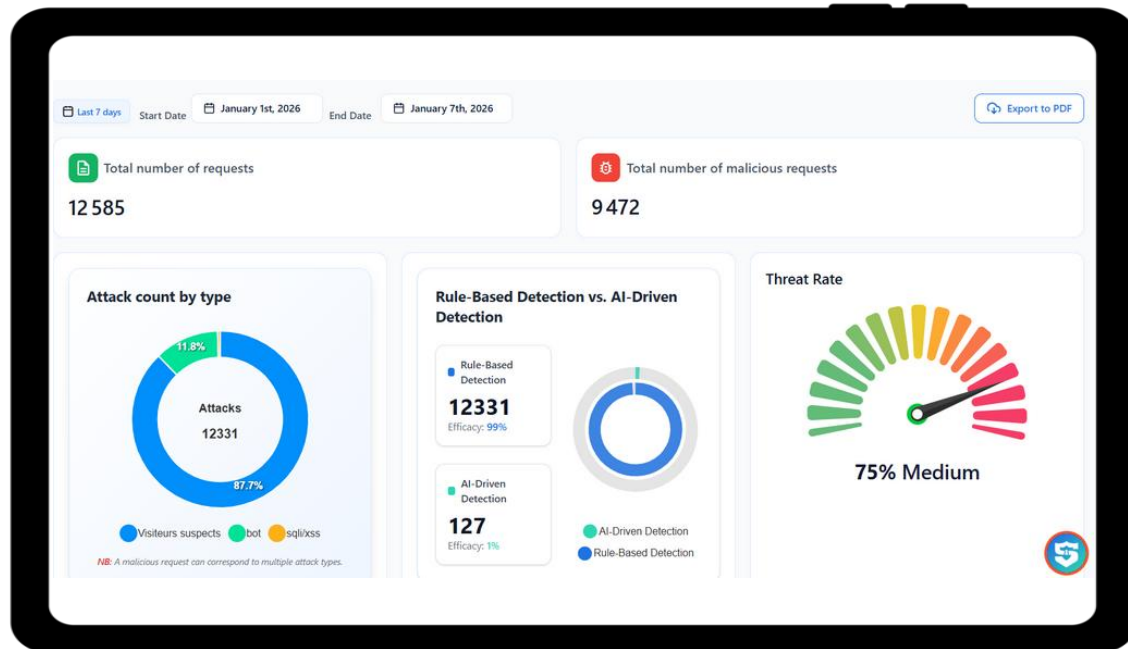 Last 7 days
Start Date
January 1st, 2026
End Date
January 7th, 2026
Export to PDF
Total number of requests
12 585
Total number of malicious requests
9 472
Attack count by type
11.8%
Attacks
12331
87.7%
Visiteurs suspects
bot
sqli/xss
NB: A malicious request can correspond to multiple attack types.
Rule-Based Detection vs. AI-Driven
Detection
Rule-Based
Detection
12331
Efficacy: 99%
AI-Driven
Detection
127
Efficacy: 1%
AI-Driven Detection
Rule-Based Detection
Threat Rate
75% Medium